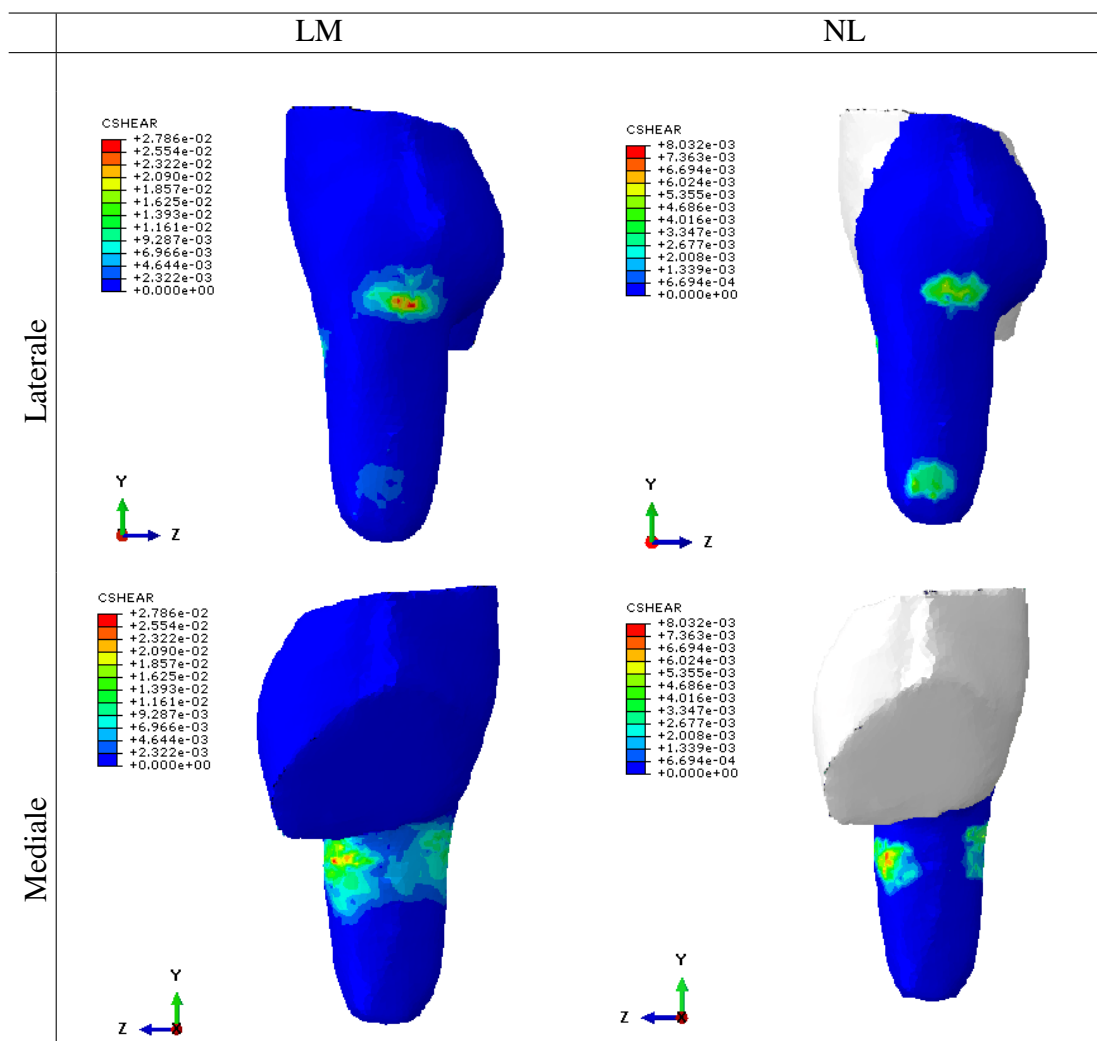 LM NL
Laterale
CSHEAR
+2.786e-02
+2.554e-02
+2.322e-02
+2.090e-02
+1.857e-02
+1.625e-02
+1.393e-02
+1.161e-02
+9.287e-03
+6.966e-03
+4.644e-03
+2.322e-03
+0.000e+00
Y
Z
CSHEAR
+8.032e-03
+7.363e-03
+6.694e-03
+6.024e-03
+5.355e-03
+4.686e-03
+4.016e-03
+3.347e-03
+2.677e-03
+2.008e-03
+1.339e-03
+6.694e-04
+0.000e+00
Y
Z
Mediale
CSHEAR
+2.786e-02
+2.554e-02
+2.322e-02
+2.090e-02
+1.857e-02
+1.625e-02
+1.393e-02
+1.161e-02
+9.287e-03
+6.966e-03
+4.644e-03
+2.322e-03
+0.000e+00
Y
Z X
CSHEAR
+8.032e-03
+7.363e-03
+6.694e-03
+6.024e-03
+5.355e-03
+4.686e-03
+4.016e-03
+3.347e-03
+2.677e-03
+2.008e-03
+1.339e-03
+6.694e-04
+0.000e+00
Y
Z X